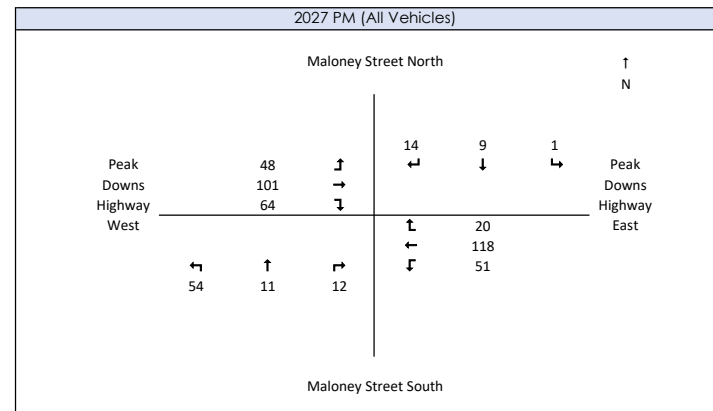 2027 PM (All Vehicles)
Maloney Street North
↑
N
14 9 1
Peak 48 Peak
Downs 101 → ↓ Downs
Highway 64 Highway
West 20 East
← 118
↑ 51
54 11 12
Maloney Street South